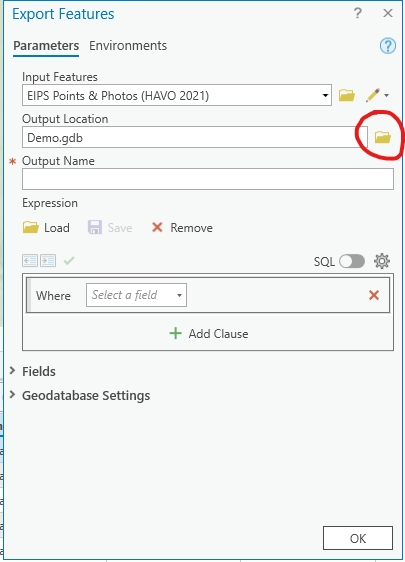 Export Features ? ×
Parameters Environments ?
Input Features
EIPS Points & Photos (HAVO 2021)
Output Location
Demo.gdb
* Output Name
Expression
Load Save Remove
SQL
Where Select a field
Add Clause
Fields
Geodatabase Settings
OK